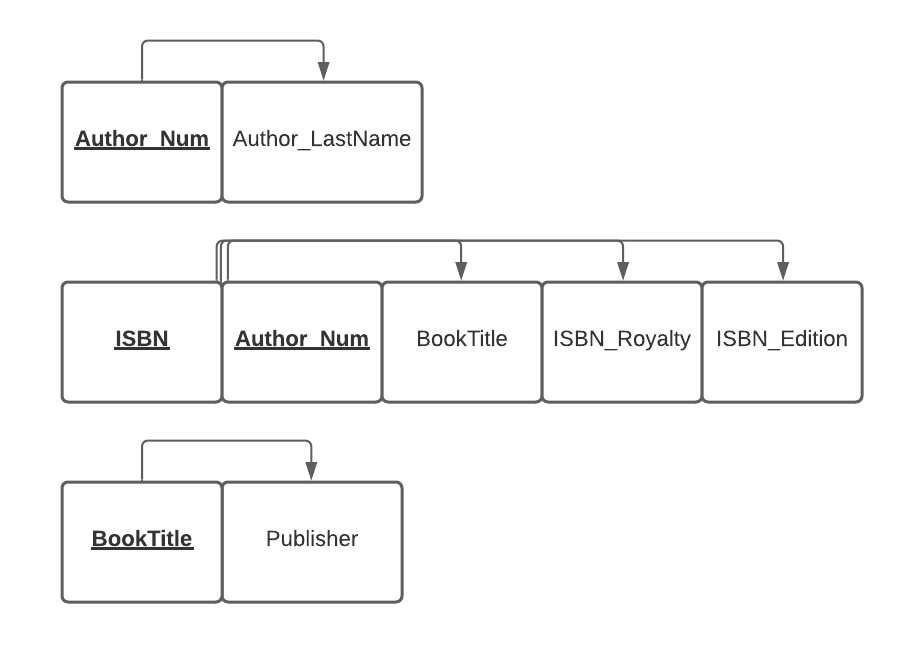 Author_Num
Author_LastName
ISBN
Author_Num
BookTitle
ISBN_Royalty
ISBN_Edition
BookTitle
Publisher